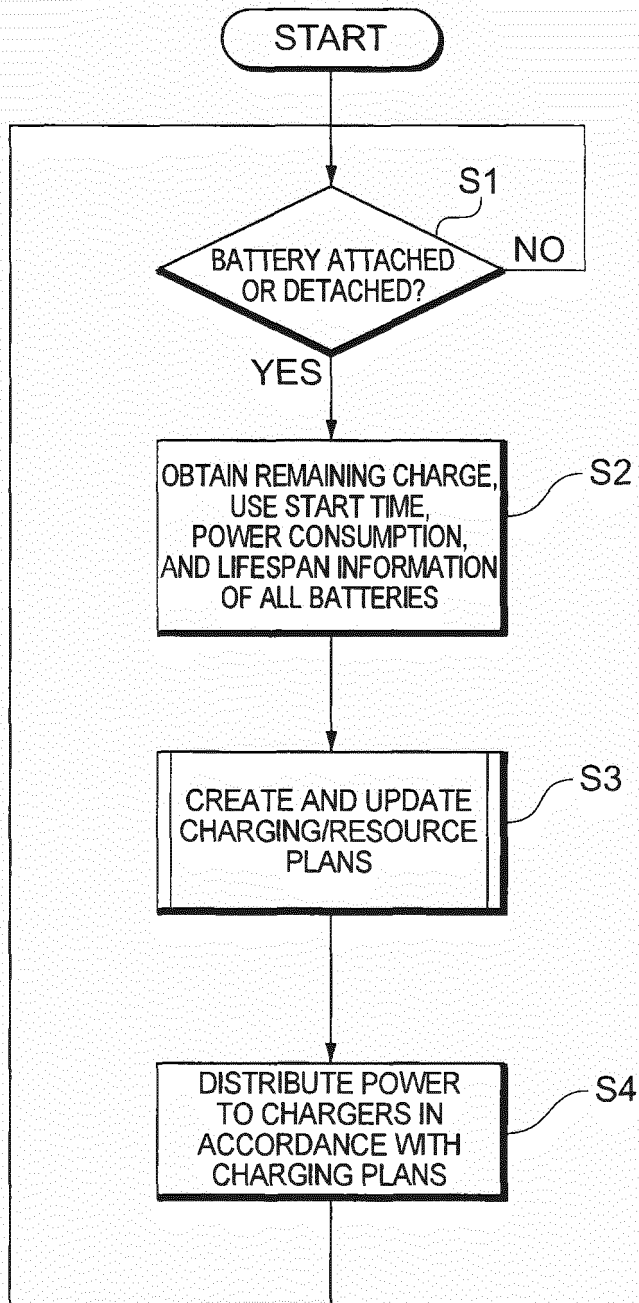 START
S1
BATTERY ATTACHED
OR DETACHED?
NO
YES
OBTAIN REMAINING CHARGE,
USE START TIME,
POWER CONSUMPTION,
AND LIFESPAN INFORMATION
OF ALL BATTERIES
S2
CREATE AND UPDATE
CHARGING/RESOURCE
PLANS
S3
DISTRIBUTE POWER
TO CHARGERS IN
ACCORDANCE WITH
CHARGING PLANS
S4